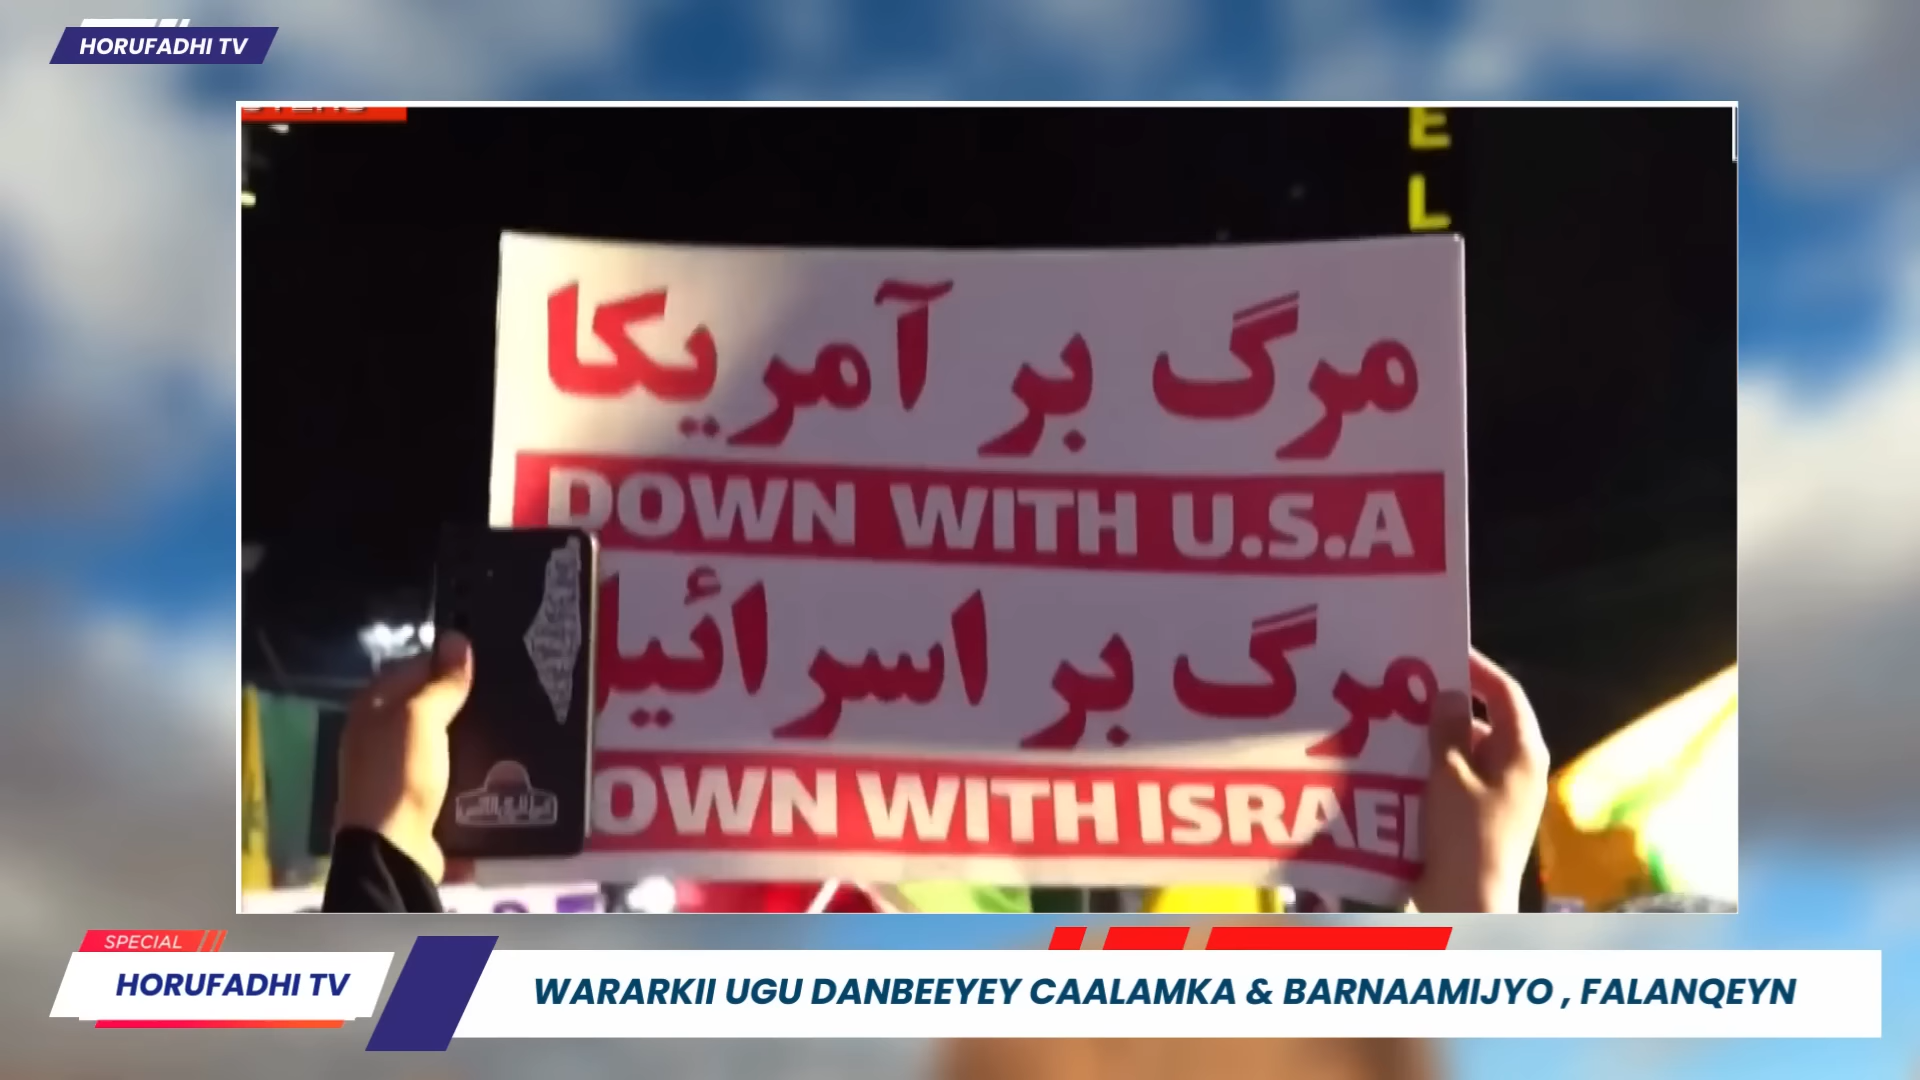 HORUFADHI TV
E
L
مرگ بر آمریکا
DOWN WITH U.S.A
مرگ بر اسرائیل
OWN WITH ISRAEL
SPECIAL
HORUFADHI TV
WARARKII UGU DANBEEYEY CAALAMKA & BARNAAMIJYO , FALANQEYN